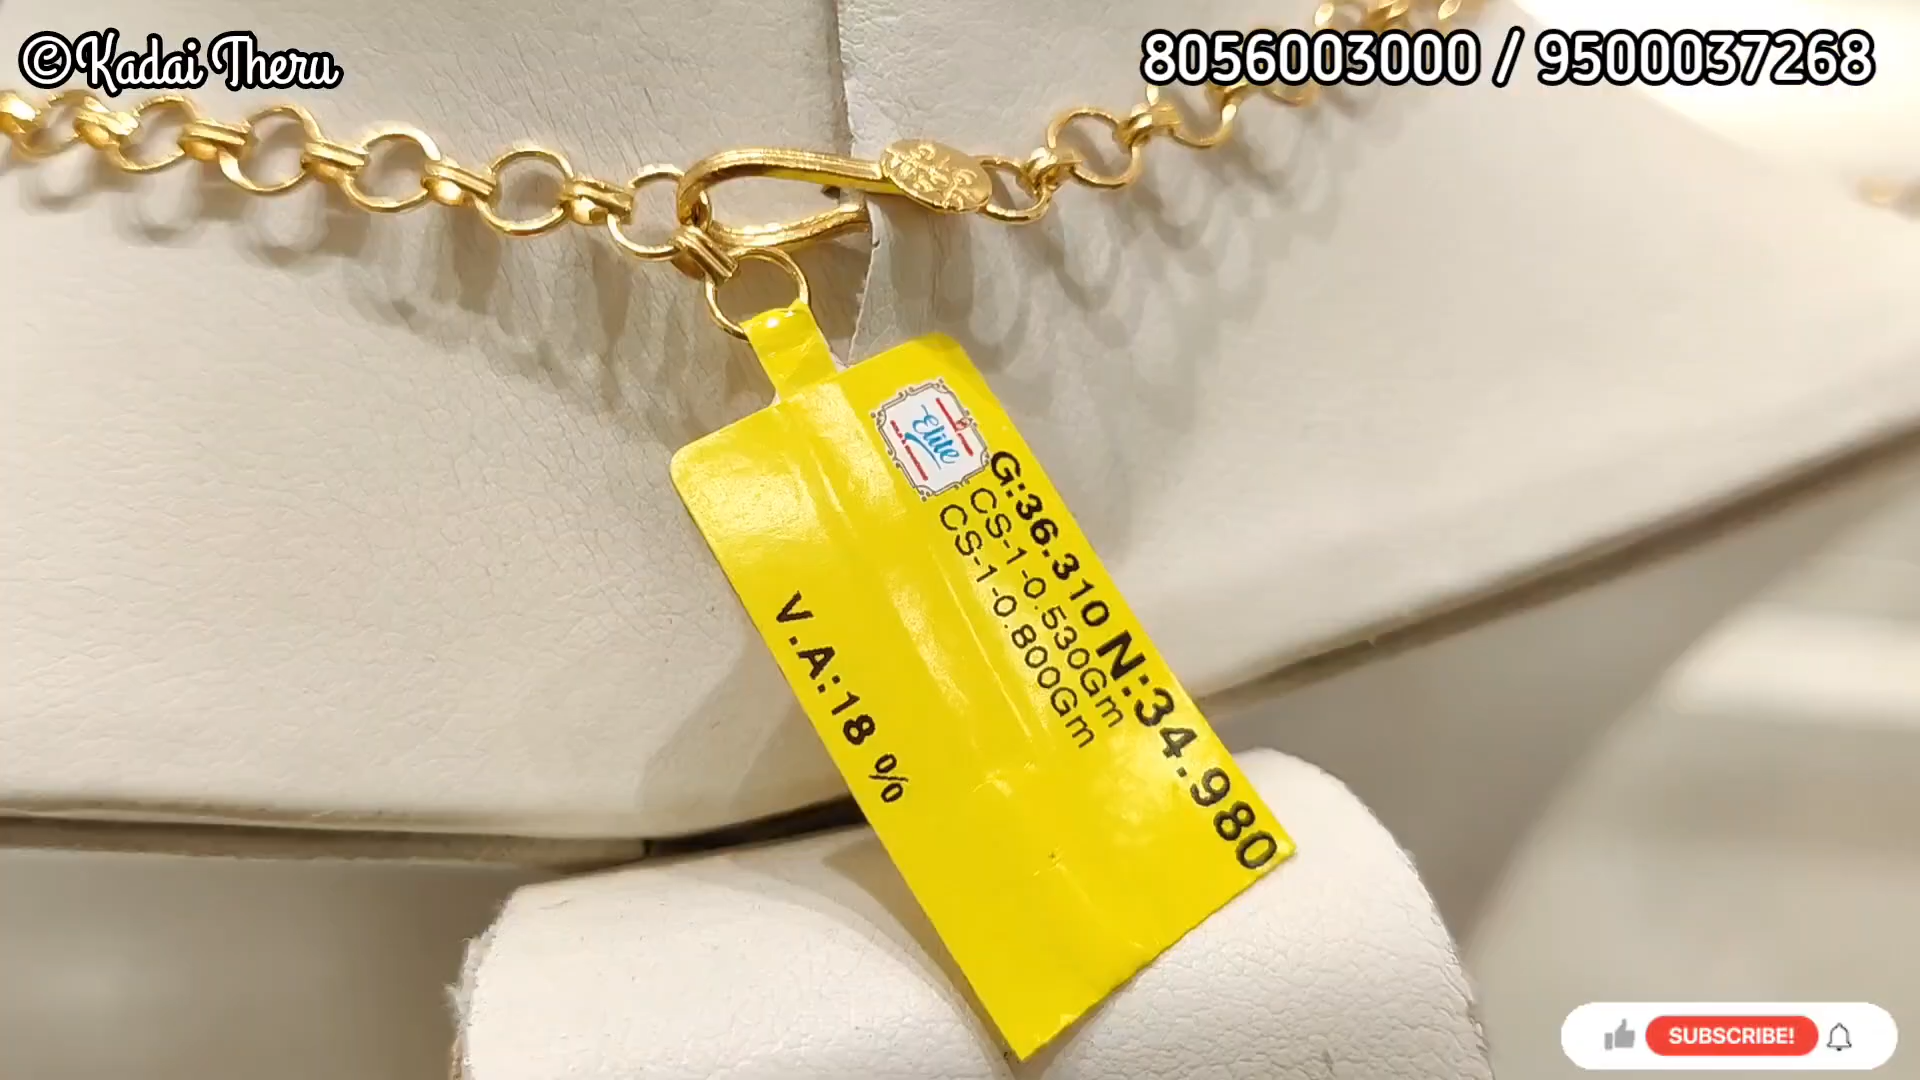 ©Kadai Theru
8056003000 / 9500037268
Elite
G:36.310 N:34.980
CS-1-0.530Gm
CS-1-0.800Gm
V.A:18 %
SUBSCRIBE!